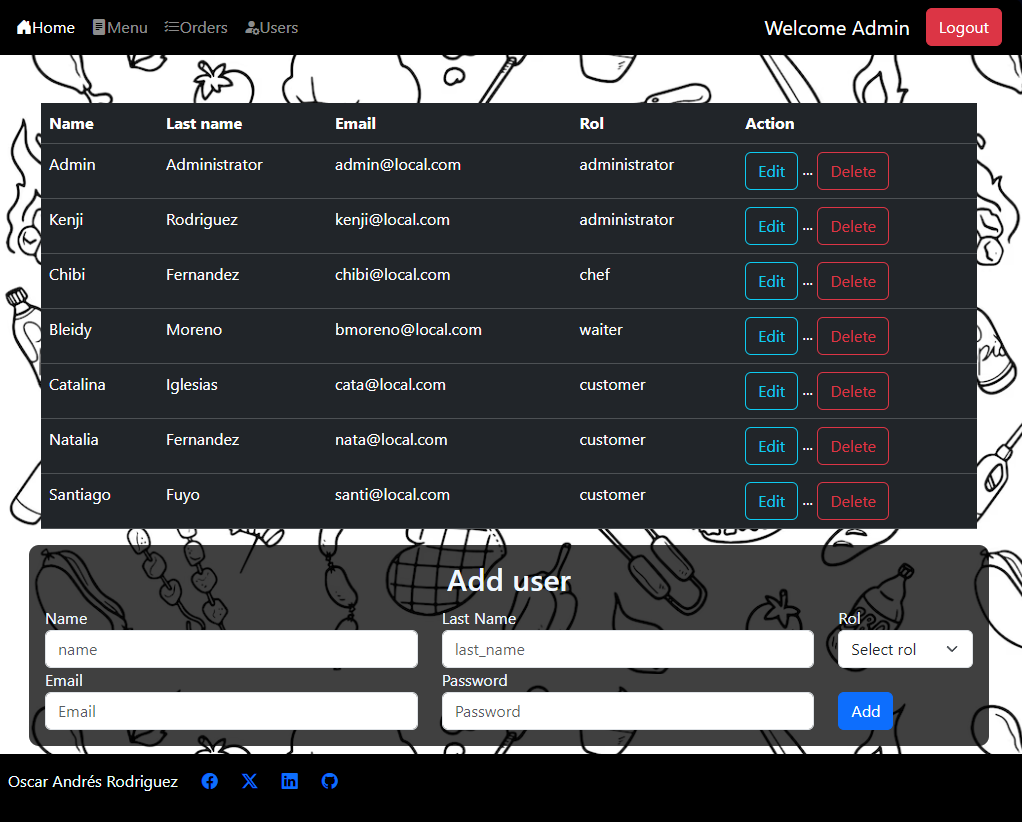 Home Menu Orders Users Welcome Admin Logout
Name Last name Email Rol Action
Admin Administrator admin@local.com administrator Edit ... Delete
Kenji Rodriguez kenji@local.com administrator Edit ... Delete
Chibi Fernandez chibi@local.com chef Edit ... Delete
Bleidy Moreno bmoreno@local.com waiter Edit ... Delete
Catalina Iglesias cata@local.com customer Edit ... Delete
Natalia Fernandez nata@local.com customer Edit ... Delete
Santiago Fuyo santi@local.com customer Edit ... Delete
Add user
Name Last Name Rol
name last_name Select rol
Email Password
Email Password Add
Oscar Andrés Rodriguez